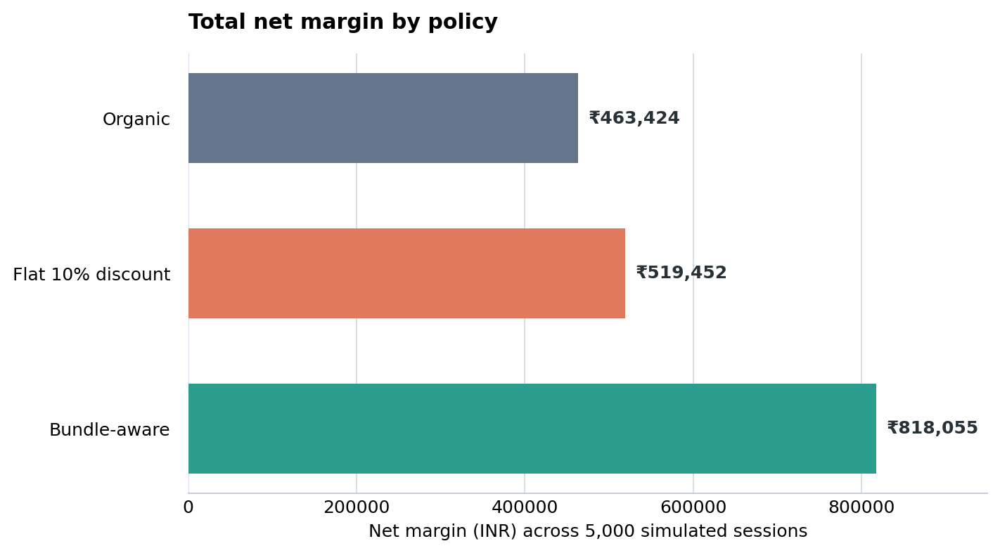 Total net margin by policy
Organic
₹463,424
Flat 10% discount
₹519,452
Bundle-aware
₹818,055
0 200000 400000 600000 800000
Net margin (INR) across 5,000 simulated sessions